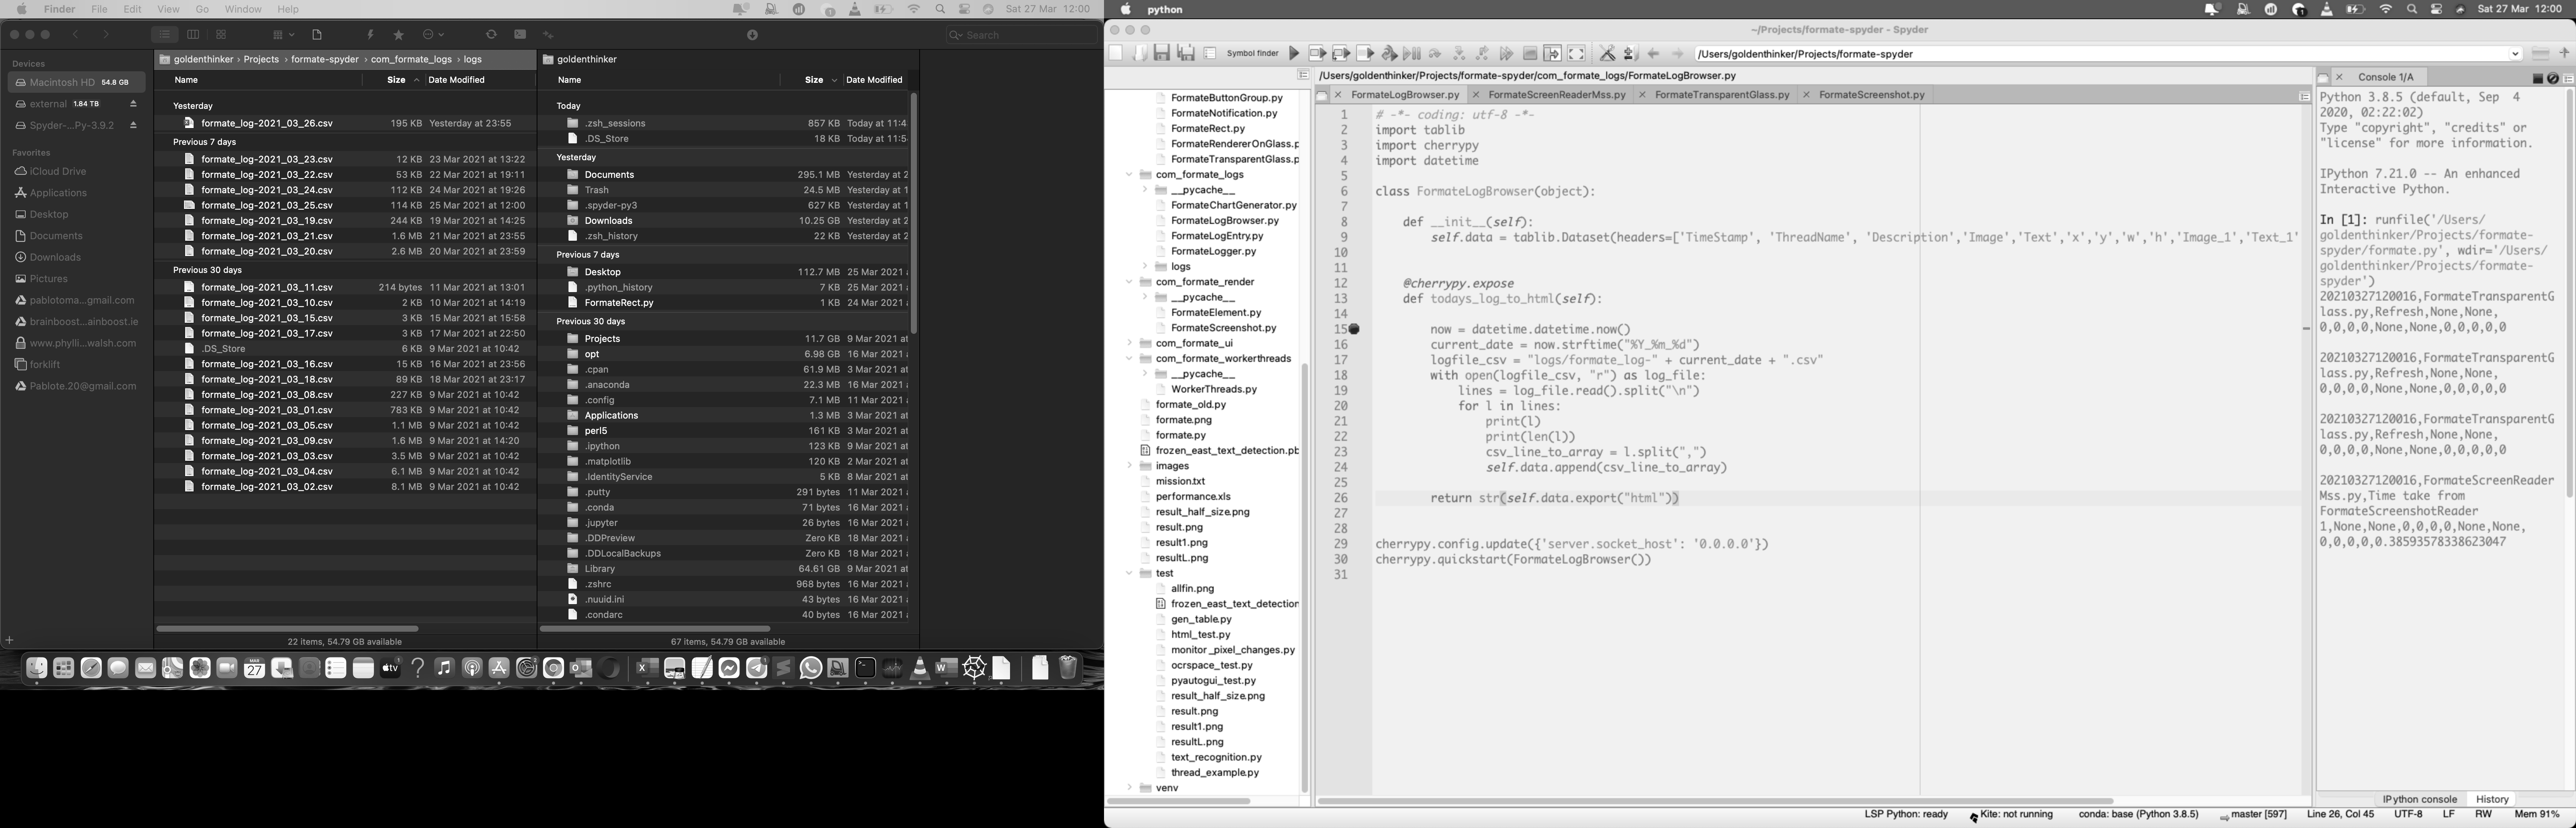 Finder File Edit View Go Window Help
Sat 27 Mar 12:00
Search
Devices
Macintosh HD 54.8 GB
external 1.84 TB
Spyder-...Py-3.9.2
Favorites
iCloud Drive
Applications
Desktop
Documents
Downloads
Pictures
pablotoma...gmail.com
brainboost...ainboost.ie
www.phylli...walsh.com
forklift
Pablote.20@gmail.com
goldenthinker › Projects › formate-spyder › com_formate_logs › logs
Name Size Date Modified
Yesterday
formate_log-2021_03_26.csv 195 KB Yesterday at 23:55
Previous 7 days
formate_log-2021_03_23.csv 12 KB 23 Mar 2021 at 13:22
formate_log-2021_03_22.csv 53 KB 22 Mar 2021 at 19:11
formate_log-2021_03_24.csv 112 KB 24 Mar 2021 at 19:26
formate_log-2021_03_25.csv 114 KB 25 Mar 2021 at 12:00
formate_log-2021_03_19.csv 244 KB 19 Mar 2021 at 14:25
formate_log-2021_03_21.csv 1.6 MB 21 Mar 2021 at 23:55
formate_log-2021_03_20.csv 2.6 MB 20 Mar 2021 at 23:59
Previous 30 days
formate_log-2021_03_11.csv 214 bytes 11 Mar 2021 at 13:01
formate_log-2021_03_10.csv 2 KB 10 Mar 2021 at 14:19
formate_log-2021_03_15.csv 3 KB 15 Mar 2021 at 15:58
formate_log-2021_03_17.csv 3 KB 17 Mar 2021 at 22:50
.DS_Store 6 KB 9 Mar 2021 at 10:42
formate_log-2021_03_16.csv 15 KB 16 Mar 2021 at 23:56
formate_log-2021_03_18.csv 89 KB 18 Mar 2021 at 23:17
formate_log-2021_03_08.csv 227 KB 9 Mar 2021 at 10:42
formate_log-2021_03_01.csv 783 KB 9 Mar 2021 at 10:42
formate_log-2021_03_05.csv 1.1 MB 9 Mar 2021 at 10:42
formate_log-2021_03_09.csv 1.6 MB 9 Mar 2021 at 14:20
formate_log-2021_03_03.csv 3.5 MB 9 Mar 2021 at 10:42
formate_log-2021_03_04.csv 6.1 MB 9 Mar 2021 at 10:42
formate_log-2021_03_02.csv 8.1 MB 9 Mar 2021 at 10:42
22 items, 54.79 GB available
goldenthinker
Name Size Date Modified
Today
.zsh_sessions 857 KB Today at 11:4
.DS_Store 18 KB Today at 11:5
Yesterday
Documents 295.1 MB Yesterday at 2
Trash 24.5 MB Yesterday at 1
.spyder-py3 627 KB Yesterday at 1
Downloads 10.25 GB Yesterday at 2
.zsh_history 22 KB Yesterday at 2
Previous 7 days
Desktop 112.7 MB 25 Mar 2021
.python_history 7 KB 25 Mar 2021
FormateRect.py 1 KB 24 Mar 2021
Previous 30 days
Projects 11.7 GB 9 Mar 2021 at
opt 6.98 GB 16 Mar 2021
.cpan 61.9 MB 3 Mar 2021 at
.anaconda 22.3 MB 16 Mar 2021
.config 7.1 MB 11 Mar 2021
Applications 1.3 MB 3 Mar 2021 at
perl5 161 KB 3 Mar 2021 at
.ipython 123 KB 9 Mar 2021 at
.matplotlib 120 KB 2 Mar 2021 at
.IdentityService 5 KB 8 Mar 2021 at
.putty 291 bytes 11 Mar 2021
.conda 71 bytes 16 Mar 2021
.jupyter 26 bytes 16 Mar 2021
.DDPreview Zero KB 18 Mar 2021
.DDLocalBackups Zero KB 18 Mar 2021
Library 64.61 GB 9 Mar 2021 at
.zshrc 968 bytes 16 Mar 2021
.nuuid.ini 43 bytes 16 Mar 2021
.condarc 40 bytes 16 Mar 2021
67 items, 54.79 GB available
python
Sat 27 Mar 12:00
~/Projects/formate-spyder - Spyder
Symbol finder
/Users/goldenthinker/Projects/formate-spyder
/Users/goldenthinker/Projects/formate-spyder/com_formate_logs/FormateLogBrowser.py
FormateButtonGroup.py
FormateNotification.py
FormateRect.py
FormateRendererOnGlass.p
FormateTransparentGlass.p
com_formate_logs
__pycache__
FormateChartGenerator.py
FormateLogBrowser.py
FormateLogEntry.py
FormateLogger.py
logs
com_formate_render
__pycache__
FormateElement.py
FormateScreenshot.py
com_formate_ui
com_formate_workerthreads
__pycache__
WorkerThreads.py
formate_old.py
formate.png
formate.py
frozen_east_text_detection.pb
images
mission.txt
performance.xls
result_half_size.png
result.png
result1.png
resultL.png
test
allfin.png
frozen_east_text_detection
gen_table.py
html_test.py
monitor_pixel_changes.py
ocrspace_test.py
pyautogui_test.py
result_half_size.png
result.png
result1.png
resultL.png
text_recognition.py
thread_example.py
venv
FormateLogBrowser.py FormateScreenReaderMss.py FormateTransparentGlass.py FormateScreenshot.py
1 # -*- coding: utf-8 -*-
2 import tablib
3 import cherrypy
4 import datetime
5
6 class FormateLogBrowser(object):
7
8 def __init__(self):
9 self.data = tablib.Dataset(headers=['TimeStamp', 'ThreadName', 'Description','Image','Text','x','y','w','h','Image_1','Text_1'
10
11
12 @cherrypy.expose
13 def todays_log_to_html(self):
14
15 now = datetime.datetime.now()
16 current_date = now.strftime("%Y_%m_%d")
17 logfile_csv = "logs/formate_log-" + current_date + ".csv"
18 with open(logfile_csv, "r") as log_file:
19 lines = log_file.read().split("\n")
20 for l in lines:
21 print(l)
22 print(len(l))
23 csv_line_to_array = l.split(",")
24 self.data.append(csv_line_to_array)
25
26 return str(self.data.export("html"))
27
28
29 cherrypy.config.update({'server.socket_host': '0.0.0.0'})
30 cherrypy.quickstart(FormateLogBrowser())
31
Console 1/A
Python 3.8.5 (default, Sep 4
2020, 02:22:02)
Type "copyright", "credits" or
"license" for more information.
IPython 7.21.0 -- An enhanced
Interactive Python.
In [1]: runfile('/Users/
goldenthinker/Projects/formate-
spyder/formate.py', wdir='/Users/
goldenthinker/Projects/formate-
spyder')
20210327120016,FormateTransparentG
lass.py,Refresh,None,None,
0,0,0,0,None,None,0,0,0,0,0
20210327120016,FormateTransparentG
lass.py,Refresh,None,None,
0,0,0,0,None,None,0,0,0,0,0
20210327120016,FormateTransparentG
lass.py,Refresh,None,None,
0,0,0,0,None,None,0,0,0,0,0
20210327120016,FormateScreenReader
Mss.py,Time take from
FormateScreenshotReader
1,None,None,0,0,0,0,None,None,
0,0,0,0,0.38593578338623047
IPython console History
LSP Python: ready Kite: not running conda: base (Python 3.8.5) master [597] Line 26, Col 45 UTF-8 LF RW Mem 91%